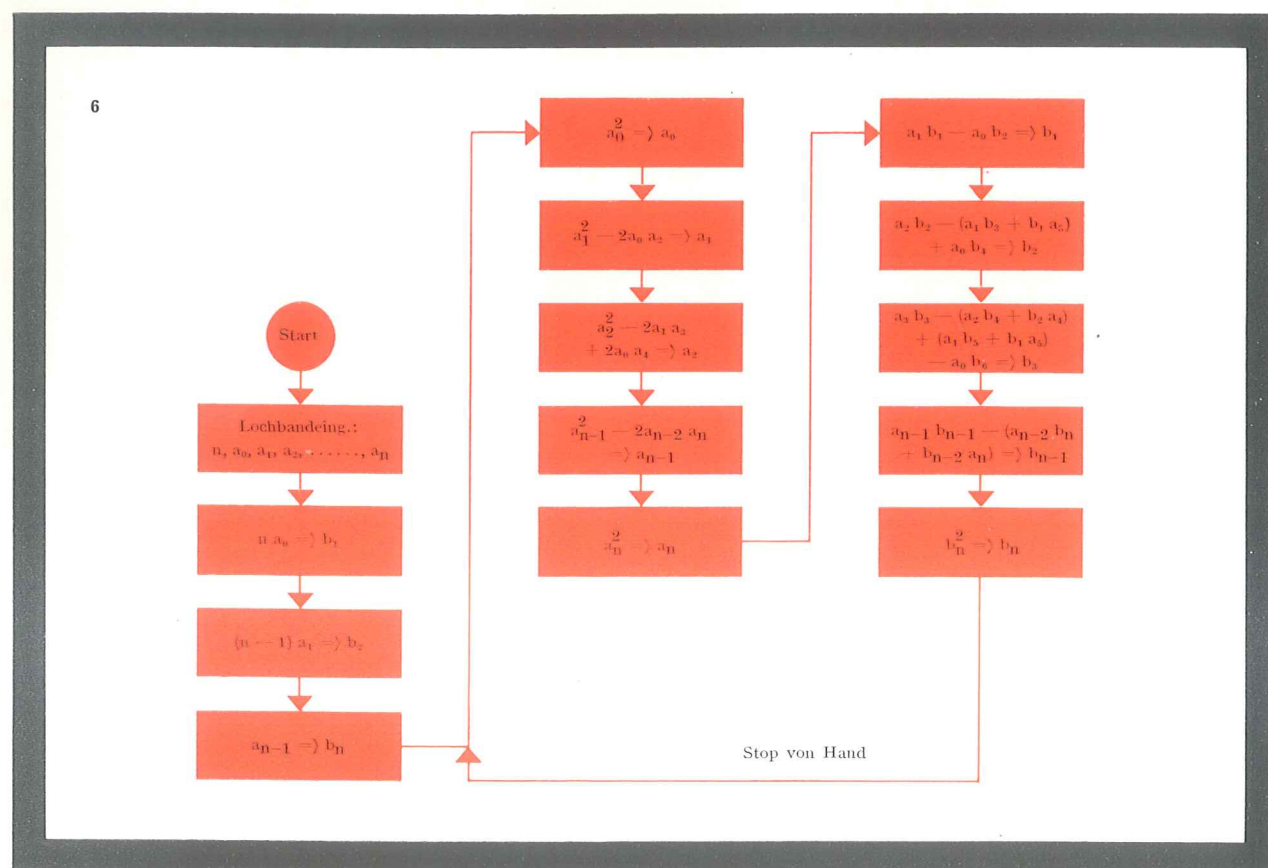 6
Start
Lochbandeing.:
n, a₀, a₁, a₂, . . . . . ., aₙ
n a₀ =⟩ b₁
(n — 1) a₁ =⟩ b₂
aₙ₋₁ =⟩ bₙ
a₀² =⟩ a₀
a₁² — 2a₀ a₂ =⟩ a₁
a₂² — 2a₁ a₃
+ 2a₀ a₄ =⟩ a₂
a²ₙ₋₁ — 2aₙ₋₂ aₙ
=⟩ aₙ₋₁
aₙ² =⟩ aₙ
a₁ b₁ — a₀ b₂ =⟩ b₁
a₂ b₂ — (a₁ b₃ + b₁ a₃)
+ a₀ b₄ =⟩ b₂
a₃ b₃ — (a₂ b₄ + b₂ a₄)
+ (a₁ b₅ + b₁ a₅)
— a₀ b₆ =⟩ b₃
aₙ₋₁ bₙ₋₁ — (aₙ₋₂ bₙ
+ bₙ₋₂ aₙ) =⟩ bₙ₋₁
bₙ² =⟩ bₙ
Stop von Hand